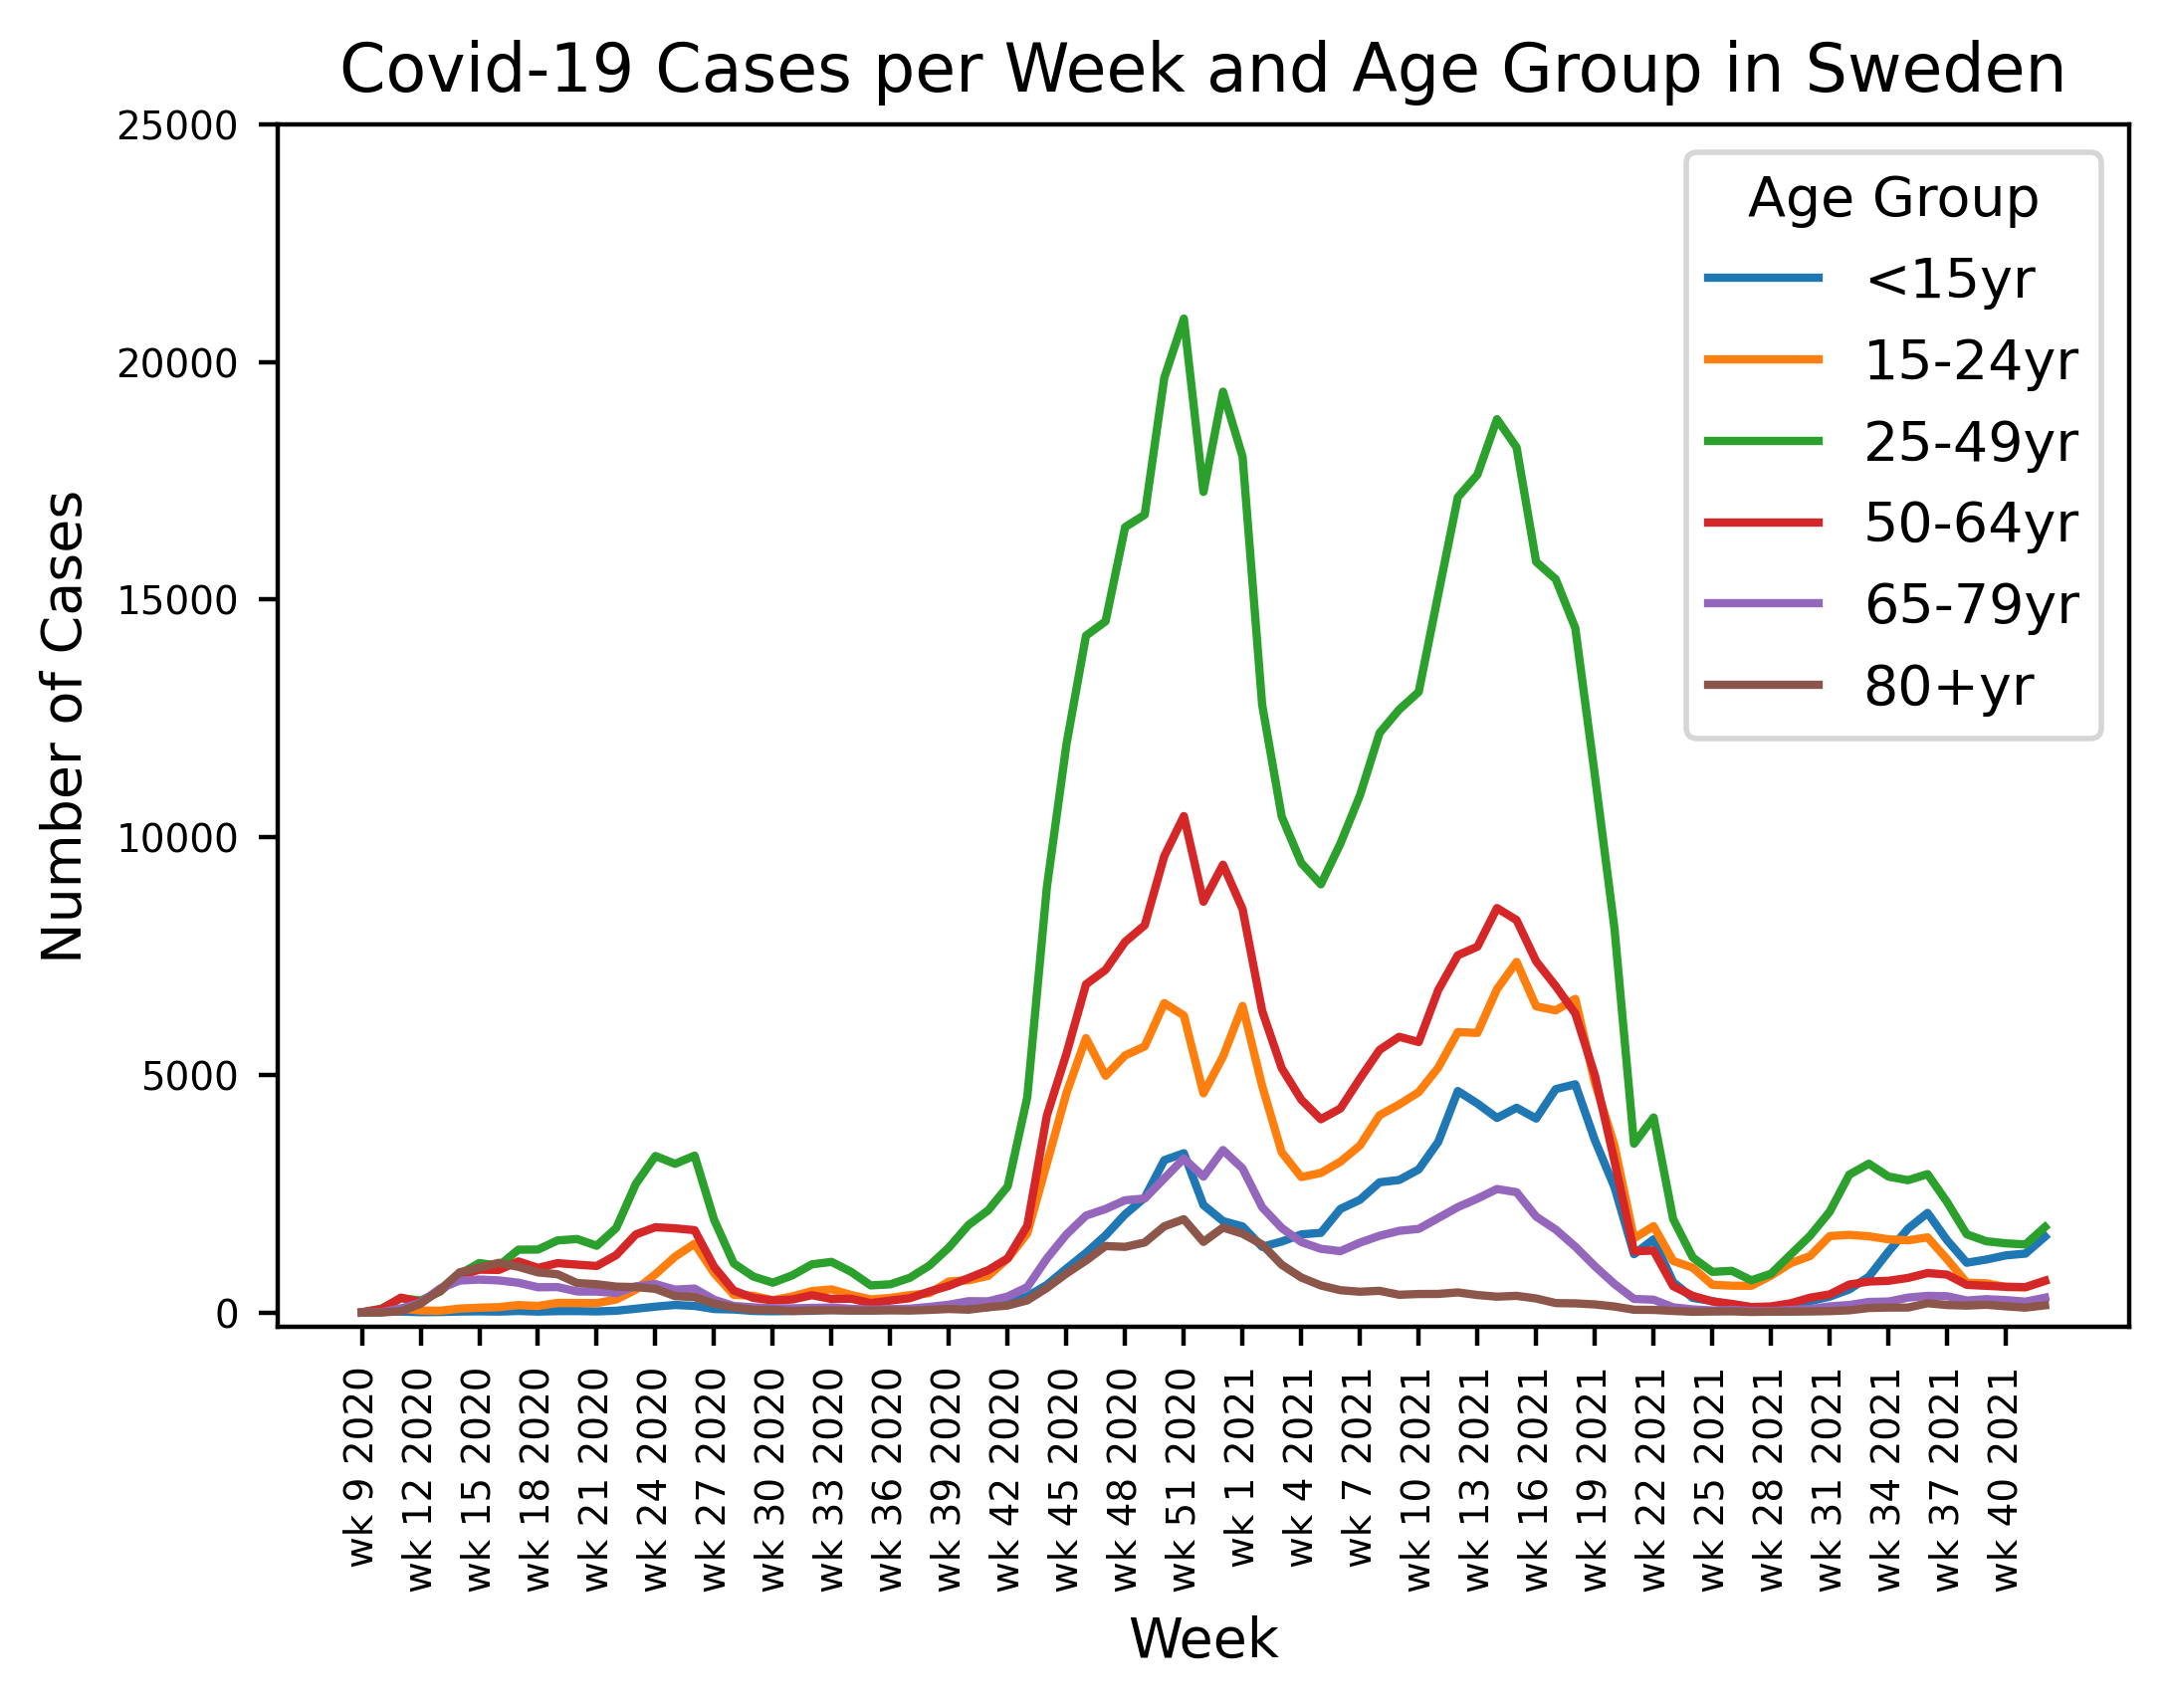 Covid-19 Cases per Week and Age Group in Sweden
25000
20000
15000
10000
5000
0
Number of Cases
Age Group
<15yr
15-24yr
25-49yr
50-64yr
65-79yr
80+yr
wk 9 2020
wk 12 2020
wk 15 2020
wk 18 2020
wk 21 2020
wk 24 2020
wk 27 2020
wk 30 2020
wk 33 2020
wk 36 2020
wk 39 2020
wk 42 2020
wk 45 2020
wk 48 2020
wk 51 2020
wk 1 2021
wk 4 2021
wk 7 2021
wk 10 2021
wk 13 2021
wk 16 2021
wk 19 2021
wk 22 2021
wk 25 2021
wk 28 2021
wk 31 2021
wk 34 2021
wk 37 2021
wk 40 2021
Week